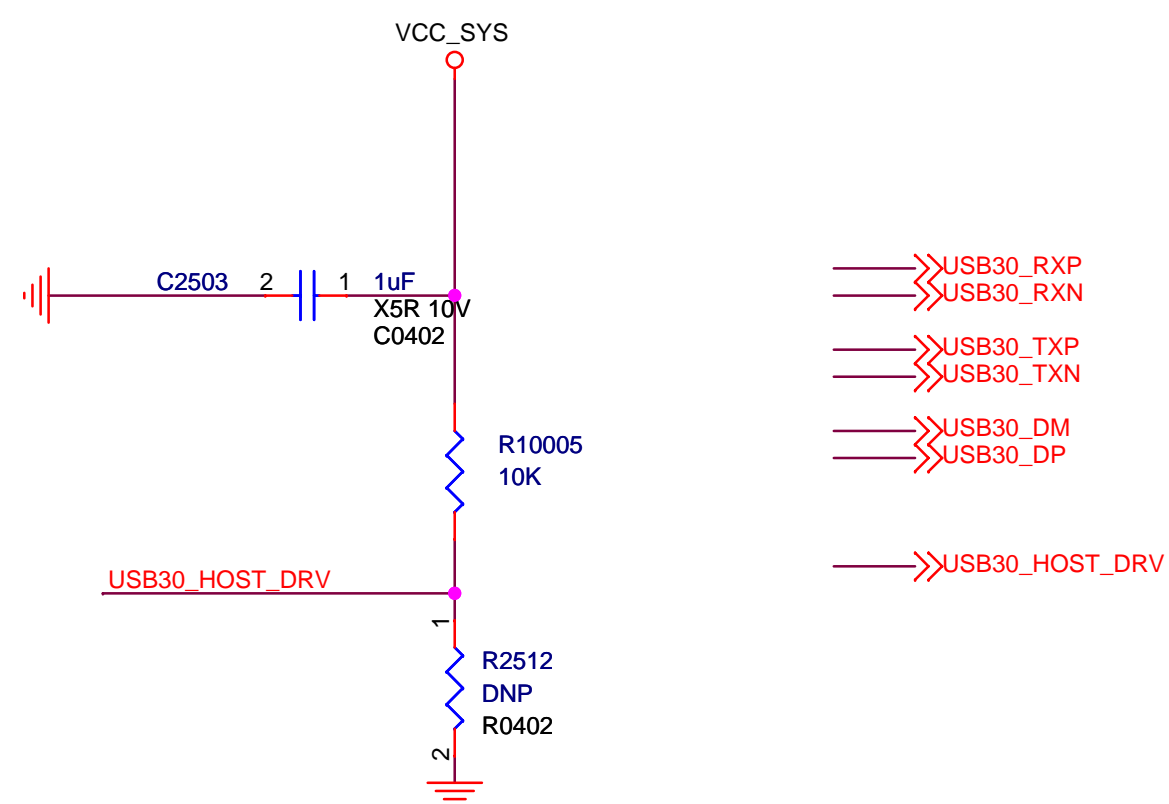 VCC_SYS
C2503 2 1 1uF
X5R 10V
C0402
R10005
10K
USB30_HOST_DRV
1
R2512
DNP
R0402
2
USB30_RXP
USB30_RXN
USB30_TXP
USB30_TXN
USB30_DM
USB30_DP
USB30_HOST_DRV